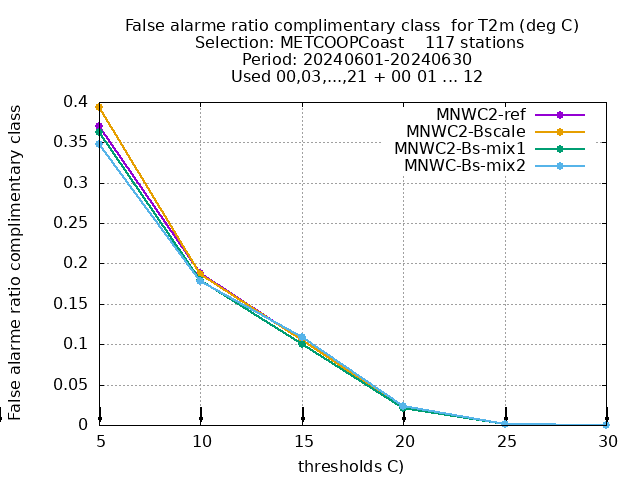 False alarme ratio complimentary class  for T2m (deg C)
Selection: METCOOPCoast    117 stations
Period: 20240601-20240630
Used 00,03,...,21 + 00 01 ... 12
False alarme ratio complimentary class
0.4
0.35
0.3
0.25
0.2
0.15
0.1
0.05
0
MNWC2-ref
MNWC2-Bscale
MNWC2-Bs-mix1
MNWC-Bs-mix2
5 10 15 20 25 30
thresholds C)